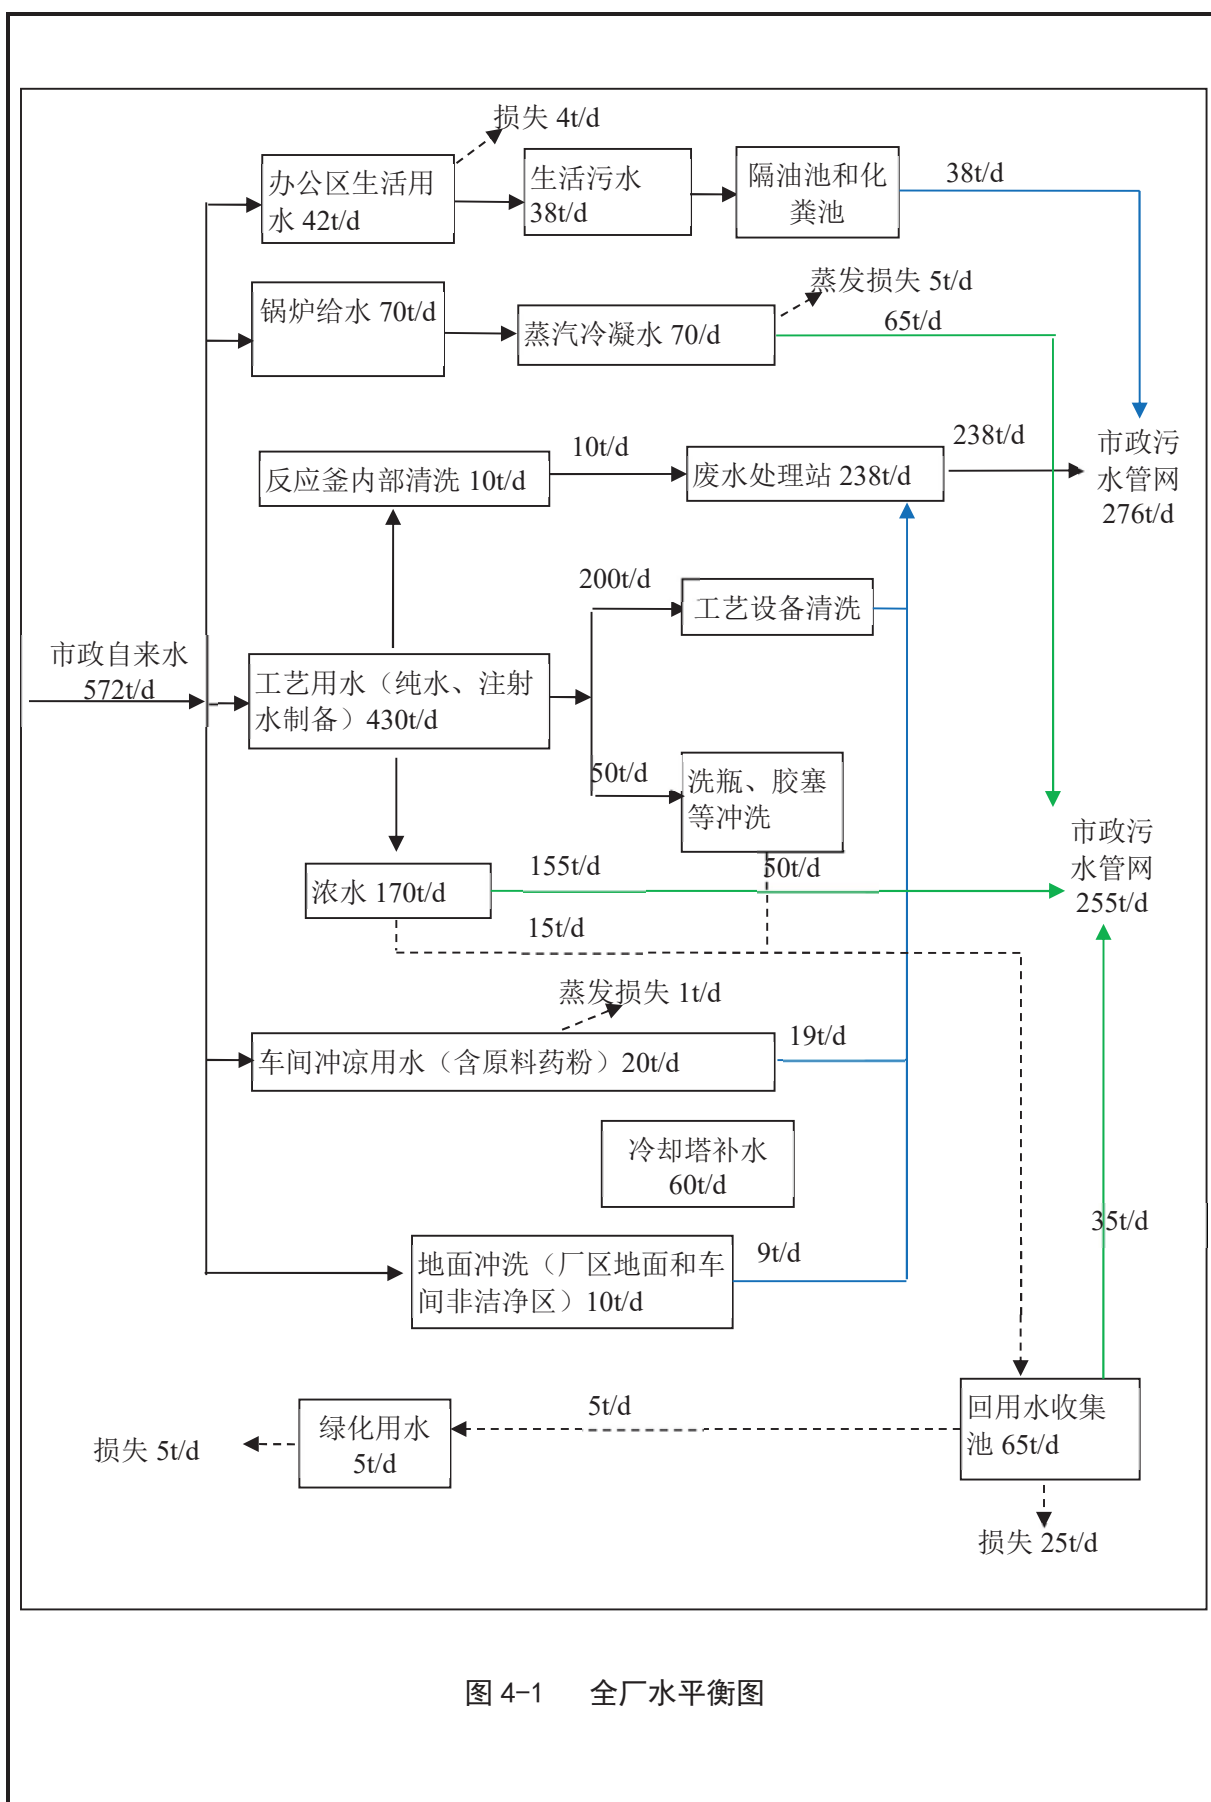 损失 4t/d
办公区生活用
水 42t/d
生活污水
38t/d
隔油池和化
粪池
38t/d
蒸发损失 5t/d
锅炉给水 70t/d
蒸汽冷凝水 70/d
65t/d
市政污
水管网
276t/d
反应釜内部清洗 10t/d
10t/d
废水处理站 238t/d
238t/d
200t/d
工艺设备清洗
市政自来水
572t/d
工艺用水（纯水、注射
水制备）430t/d
50t/d
洗瓶、胶塞
等冲洗
市政污
水管网
255t/d
浓水 170t/d
155t/d
50t/d
15t/d
蒸发损失 1t/d
车间冲凉用水（含原料药粉）20t/d
19t/d
冷却塔补水
60t/d
35t/d
地面冲洗（厂区地面和车
间非洁净区）10t/d
9t/d
损失 5t/d
绿化用水
5t/d
5t/d
回用水收集
池 65t/d
损失 25t/d
图 4-1 全厂水平衡图